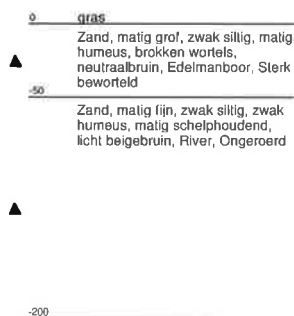 0 gras
Zand, matig grof, zwak siltig, matig
humeus, brokken wortels,
neutraalbruin, Edelmanboor, Sterk
beworteld
-50
Zand, matig fijn, zwak siltig, zwak
humeus, matig schelphoudend,
licht beigebruin, River, Ongeroerd
-200